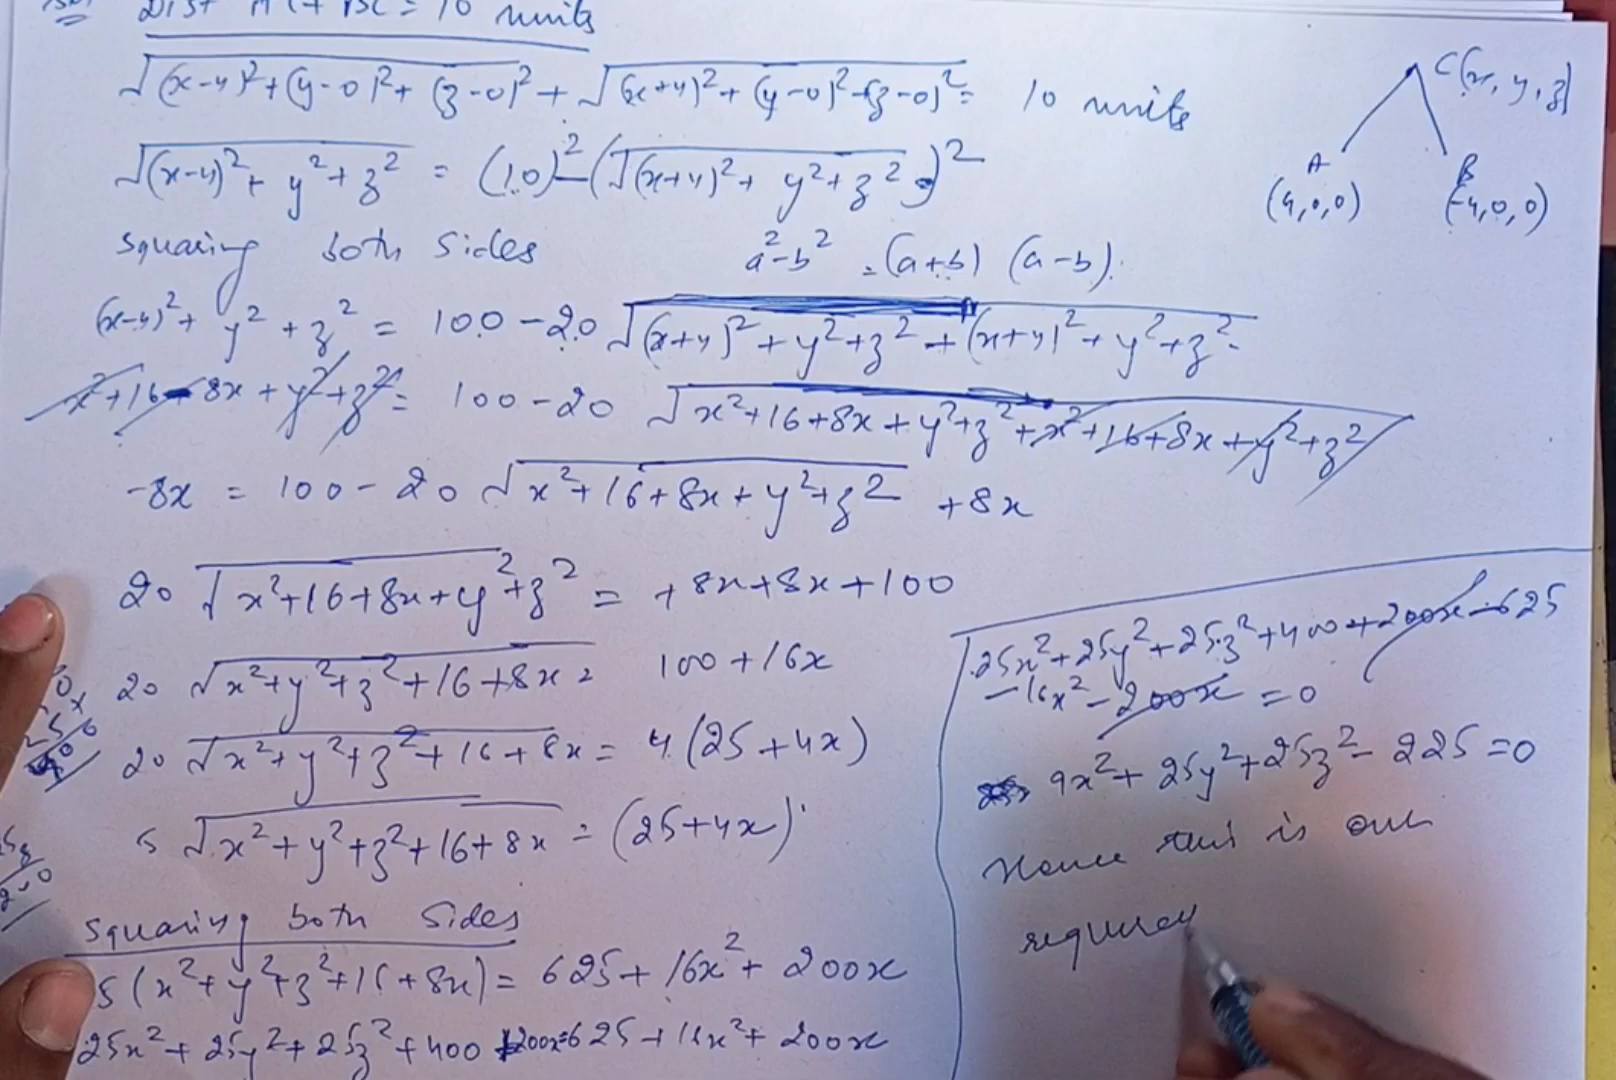 Dist AC + BC = 10 units
√(x-4)²+(y-0)²+(z-0)² + √(x+4)²+(y-0)²+(z-0)² = 10 units
√(x-4)²+y²+z² = (10)²-(√(x+4)²+y²+z²)²
squaring both sides a²-b² = (a+b) (a-b).
(x-4)²+y²+z² = 100-20√(x+4)²+y²+z²+(x+4)²+y²+z²
x²+16-8x+y²+z² = 100-20 √x²+16+8x+y²+z²+x²+16+8x+y²+z²
-8x = 100-20 √x²+16+8x+y²+z² +8x
20 √x²+16+8x+y²+z² = +8x+8x+100
20 √x²+y²+z²+16+8x = 100+16x
20 √x²+y²+z²+16+8x = 4(25+4x)
5 √x²+y²+z²+16+8x = (25+4x)
squaring both sides
5(x²+y²+z²+16+8x) = 625+16x²+200x
25x²+25y²+25z²+400+200x=625+16x²+200x
C(x,y,z)
A B
(4,0,0) (-4,0,0)
25x²+25y²+25z²+400+200x-625
-16x²-200x = 0
9x²+25y²+25z²-225=0
Hence this is our